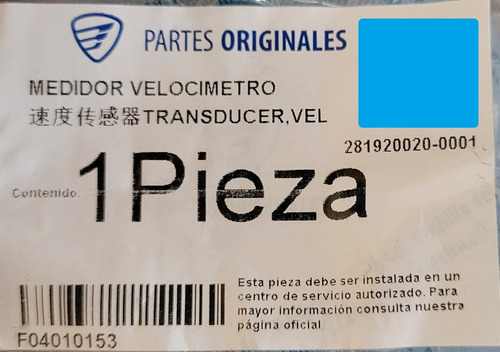 PARTES ORIGINALES
MEDIDOR VELOCIMETRO
速度传感器TRANSDUCER,VEL
281920020-0001
Contenido. 1 Pieza
Esta pieza debe ser instalada en un
centro de servicio autorizado. Para
mayor información consulta nuestra
página oficial
F04010153